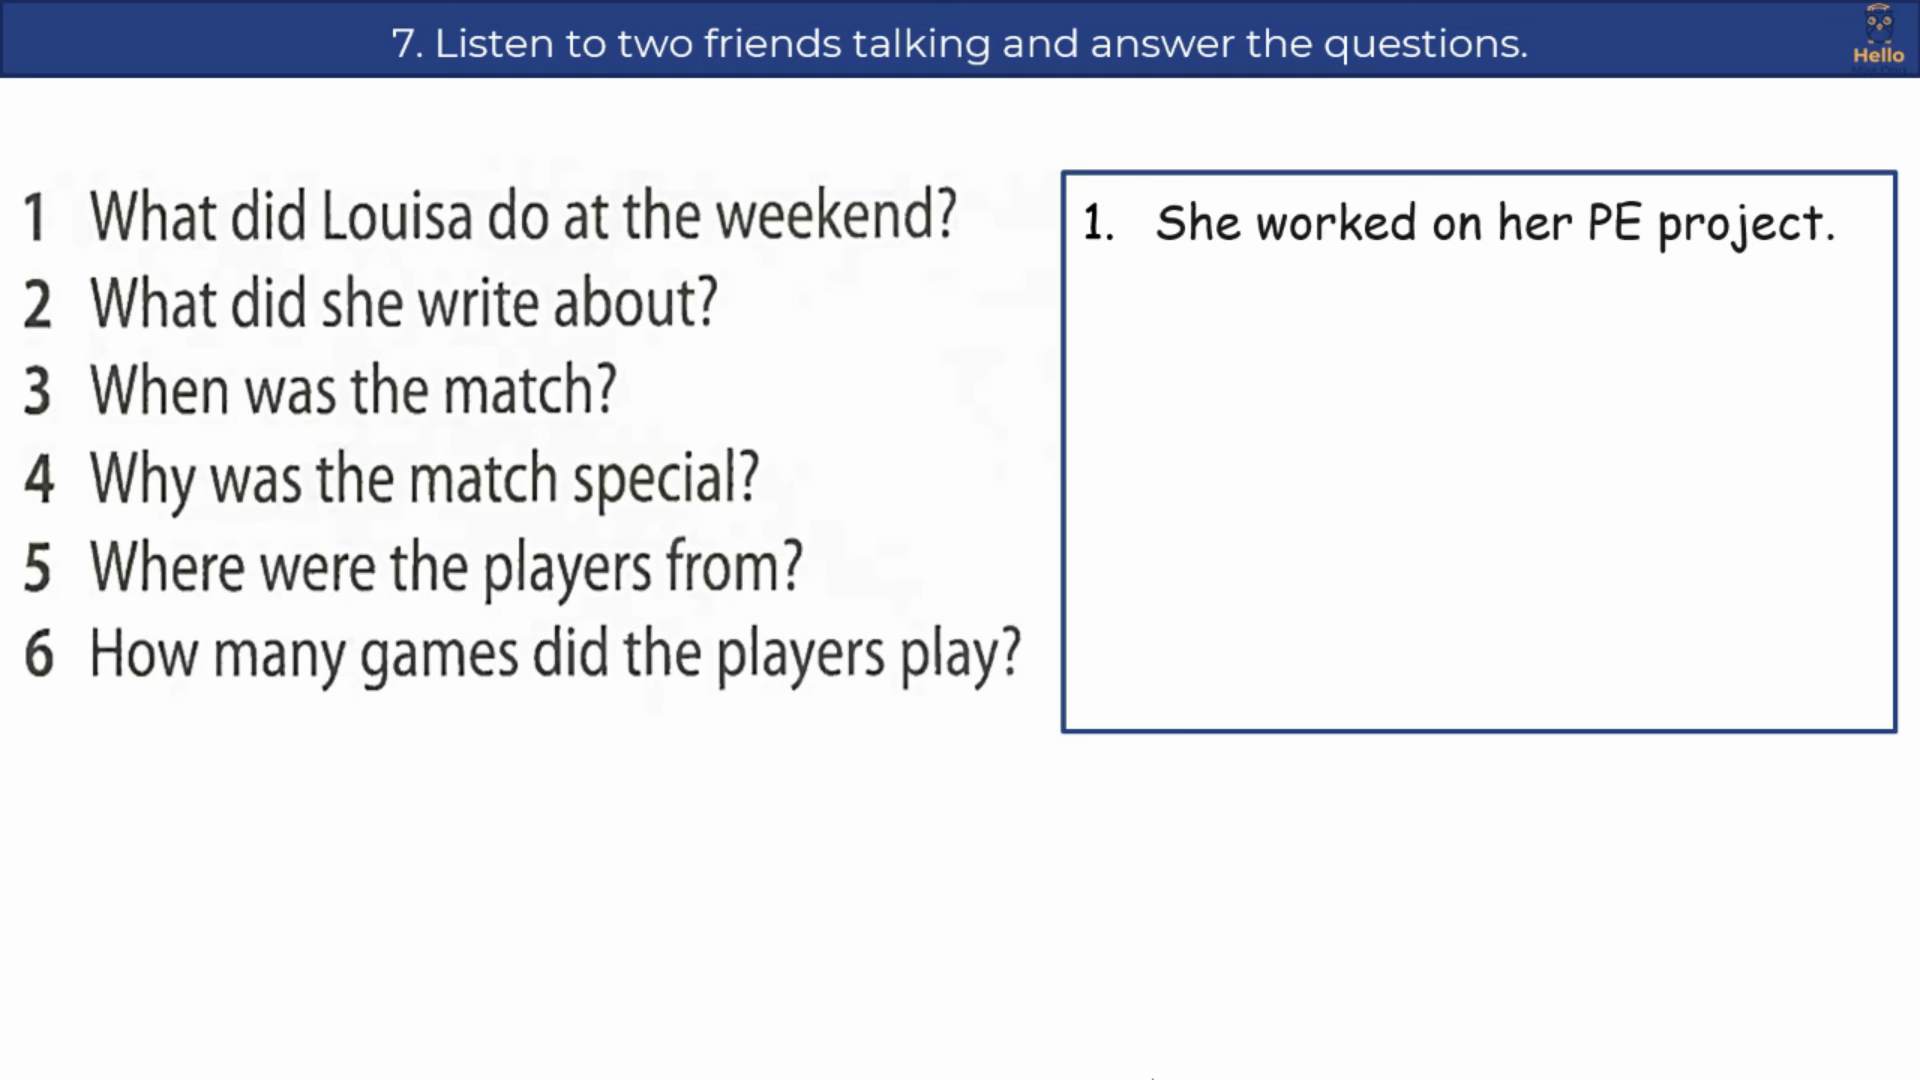 7. Listen to two friends talking and answer the questions.
Hello
1 What did Louisa do at the weekend?
2 What did she write about?
3 When was the match?
4 Why was the match special?
5 Where were the players from?
6 How many games did the players play?
1. She worked on her PE project.